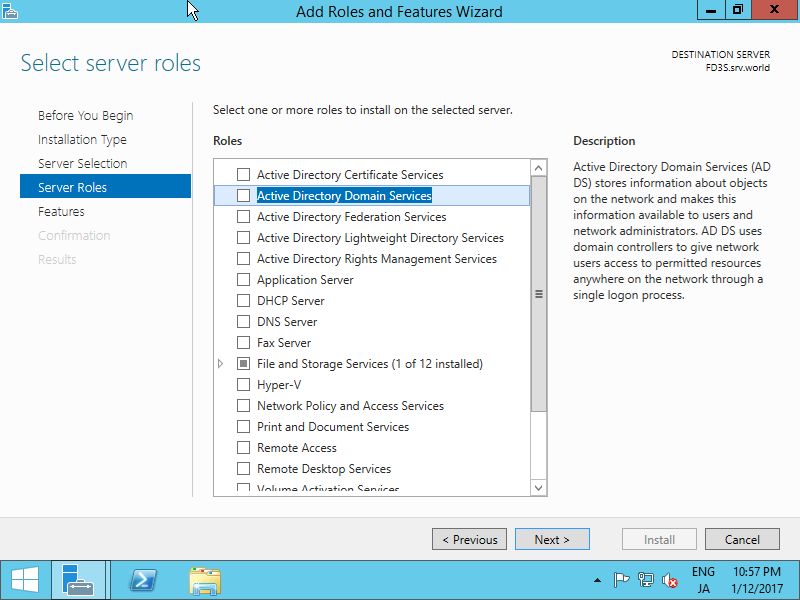 Add Roles and Features Wizard
Select server roles
DESTINATION SERVER
FD3S.srv.world
Before You Begin
Installation Type
Server Selection
Server Roles
Features
Confirmation
Results
Select one or more roles to install on the selected server.
Roles
Active Directory Certificate Services
Active Directory Domain Services
Active Directory Federation Services
Active Directory Lightweight Directory Services
Active Directory Rights Management Services
Application Server
DHCP Server
DNS Server
Fax Server
File and Storage Services (1 of 12 installed)
Hyper-V
Network Policy and Access Services
Print and Document Services
Remote Access
Remote Desktop Services
Volume Activation Services
Description
Active Directory Domain Services (AD
DS) stores information about objects
on the network and makes this
information available to users and
network administrators. AD DS uses
domain controllers to give network
users access to permitted resources
anywhere on the network through a
single logon process.
< Previous
Next >
Install
Cancel
ENG
JA
10:57 PM
1/12/2017